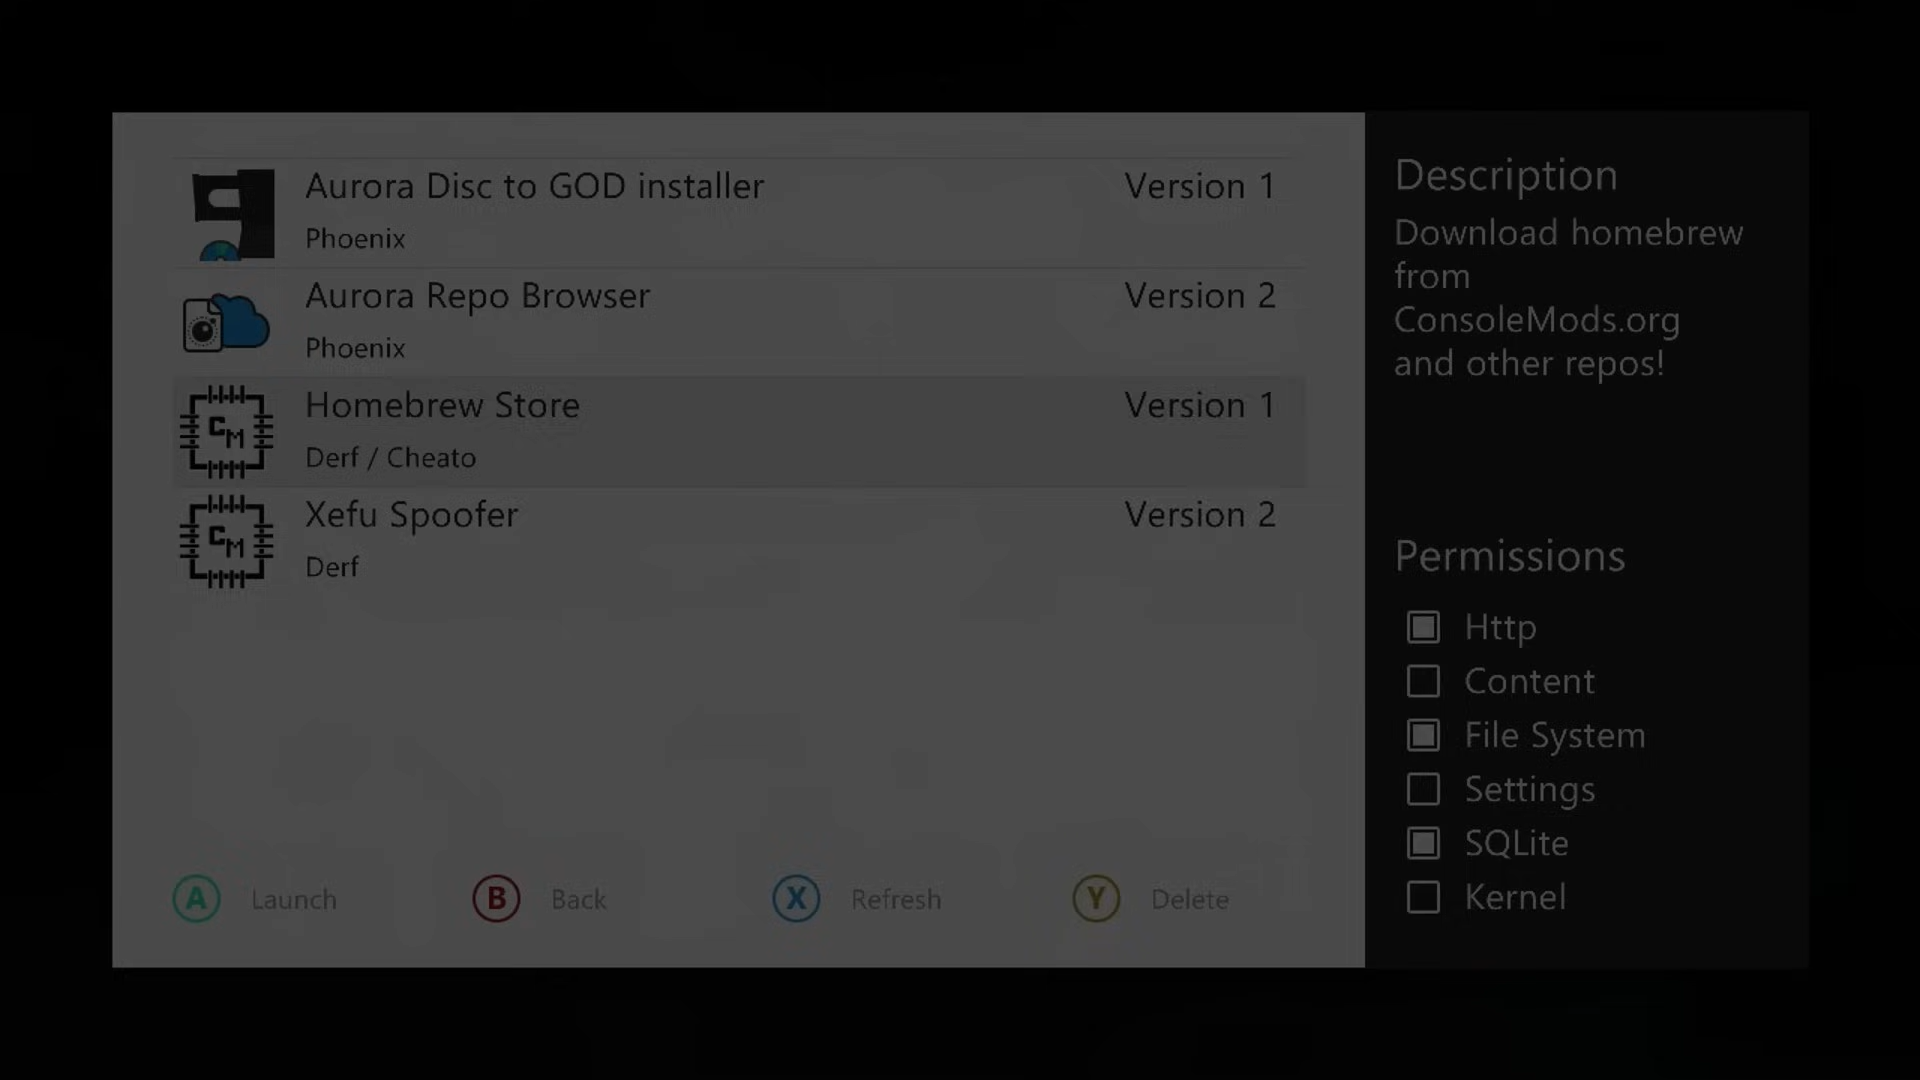 Aurora Disc to GOD installer Version 1
Phoenix
Aurora Repo Browser Version 2
Phoenix
CM
Homebrew Store Version 1
Derf / Cheato
CM
Xefu Spoofer Version 2
Derf
A Launch B Back X Refresh Y Delete
Description
Download homebrew
from
ConsoleMods.org
and other repos!
Permissions
Http
Content
File System
Settings
SQLite
Kernel